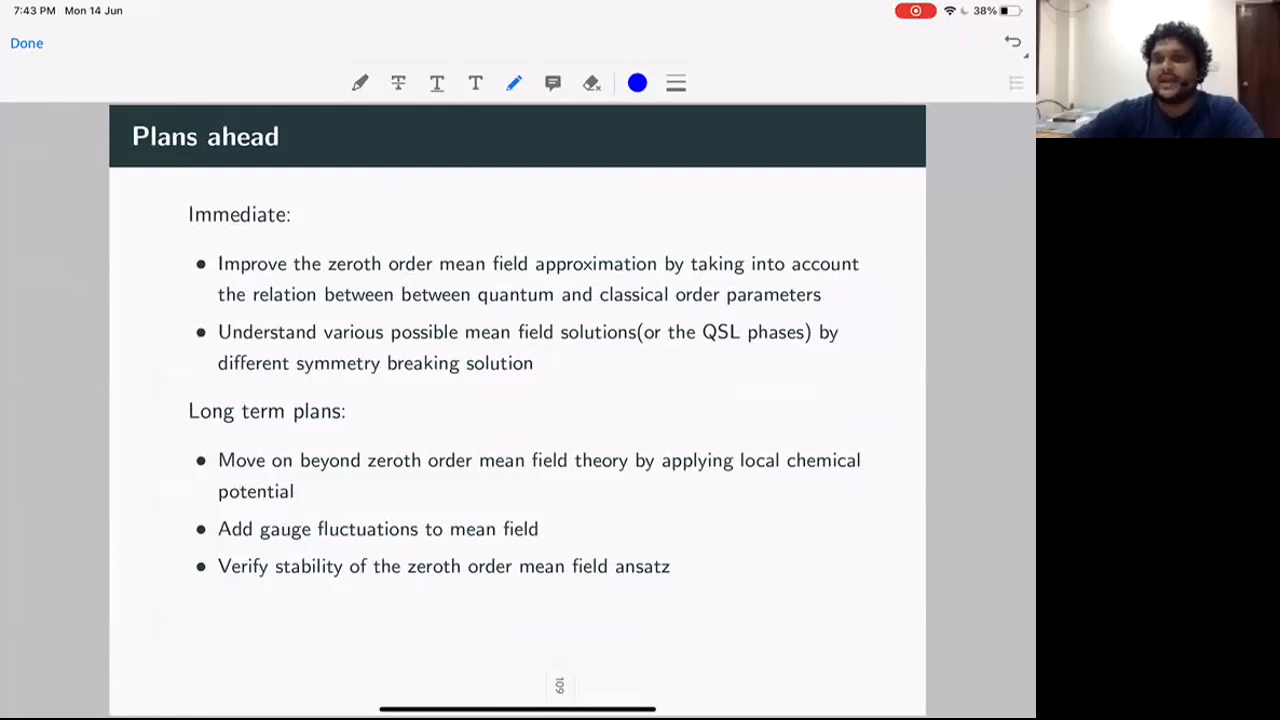 7:43 PM Mon 14 Jun
38%
Done
Plans ahead
Immediate:
• Improve the zeroth order mean field approximation by taking into account
the relation between between quantum and classical order parameters
• Understand various possible mean field solutions(or the QSL phases) by
different symmetry breaking solution
Long term plans:
• Move on beyond zeroth order mean field theory by applying local chemical
potential
• Add gauge fluctuations to mean field
• Verify stability of the zeroth order mean field ansatz
109